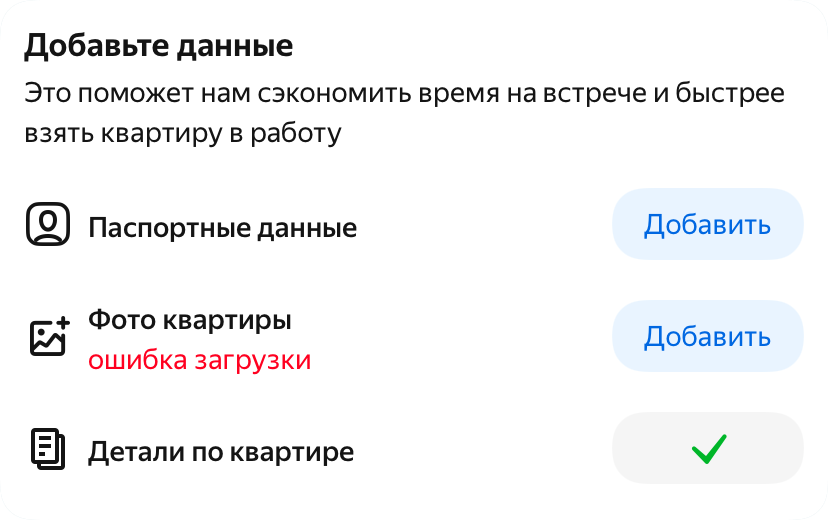 Добавьте данные
Это поможет нам сэкономить время на встрече и быстрее
взять квартиру в работу
Паспортные данные
Добавить
Фото квартиры
ошибка загрузки
Добавить
Детали по квартире